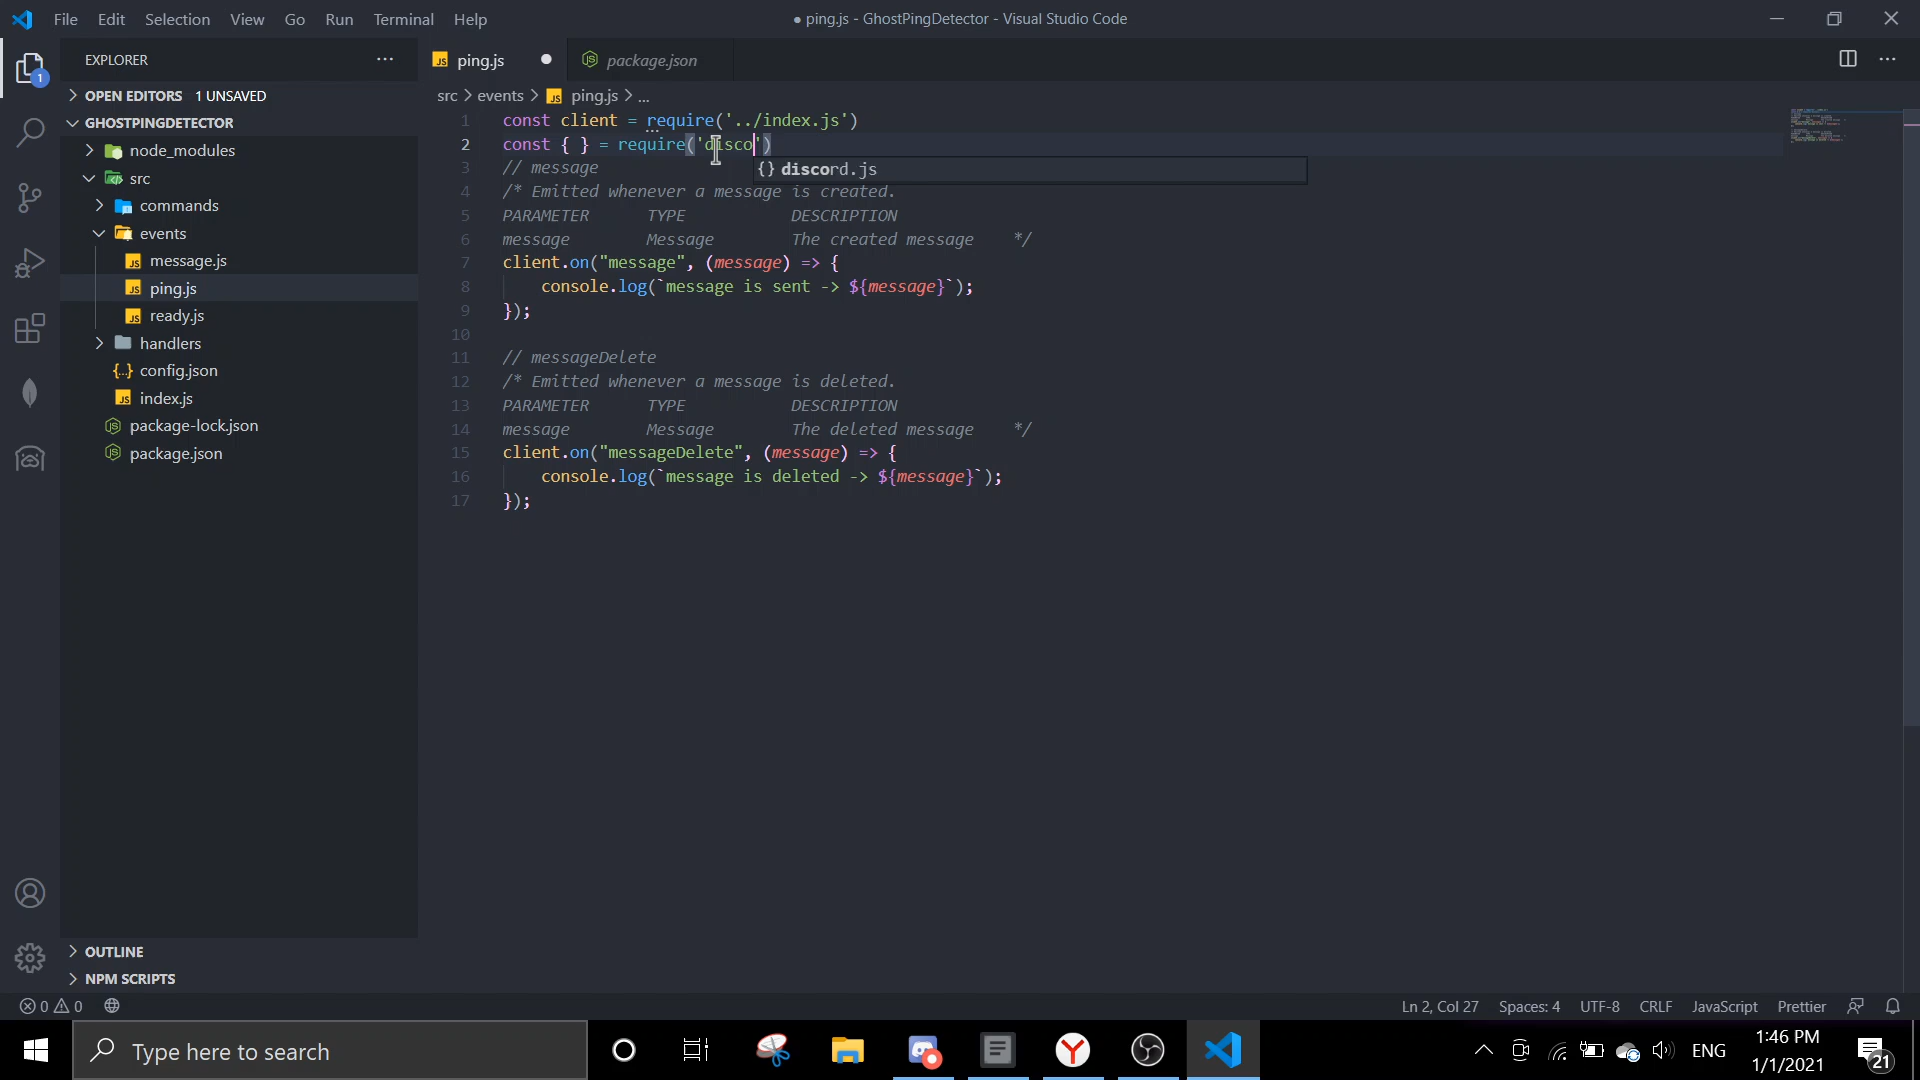 File Edit Selection View Go Run Terminal Help
● ping.js - GhostPingDetector - Visual Studio Code
EXPLORER
1
OPEN EDITORS 1 UNSAVED
GHOSTPINGDETECTOR
node_modules
src
commands
events
JS message.js
JS ping.js
JS ready.js
handlers
{..} config.json
JS index.js
package-lock.json
package.json
OUTLINE
NPM SCRIPTS
JS ping.js
package.json
src > events > JS ping.js > ...
1 const client = require('../index.js')
2 const { } = require('disco')
{} discord.js
3 // message
4 /* Emitted whenever a message is created.
5 PARAMETER TYPE DESCRIPTION
6 message Message The created message */
7 client.on("message", (message) => {
8 console.log(`message is sent -> ${message}`);
9 });
10
11 // messageDelete
12 /* Emitted whenever a message is deleted.
13 PARAMETER TYPE DESCRIPTION
14 message Message The deleted message */
15 client.on("messageDelete", (message) => {
16 console.log(`message is deleted -> ${message}`);
17 });
0 0
Ln 2, Col 27 Spaces: 4 UTF-8 CRLF JavaScript Prettier
Type here to search
ENG
1:46 PM
1/1/2021
21